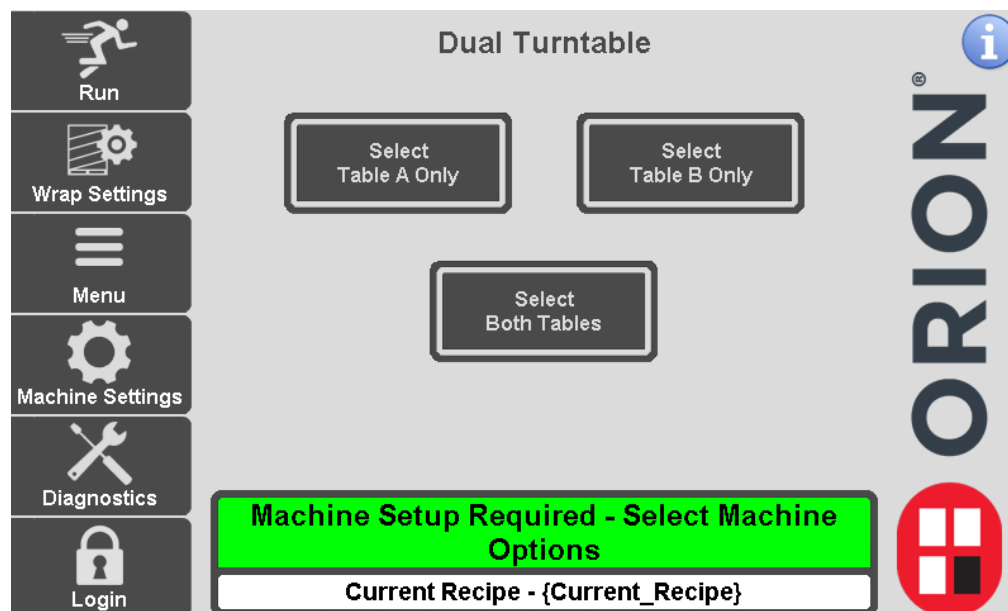 Run
Wrap Settings
Menu
Machine Settings
Diagnostics
Login
Dual Turntable
Select
Table A Only
Select
Table B Only
Select
Both Tables
Machine Setup Required - Select Machine
Options
Current Recipe - {Current_Recipe}
i
ORION®